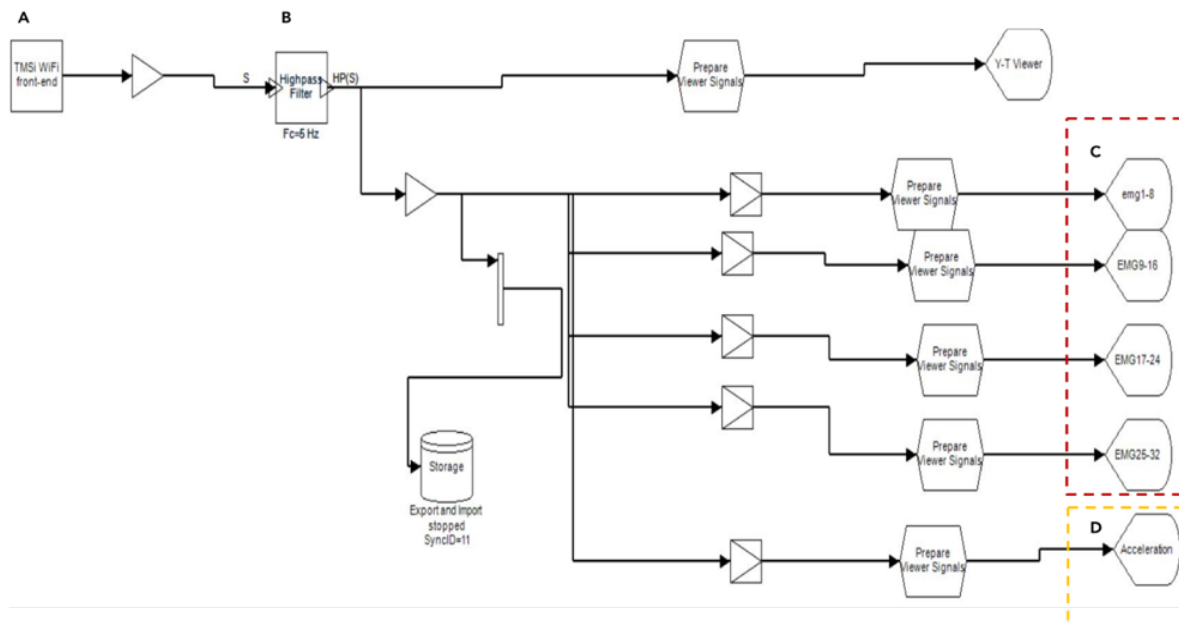 A
B
TMSi WiFi
front-end
S
Highpass
Filter
HP(S)
Fc=5 Hz
Prepare
Viewer Signals
Y-T Viewer
C
Prepare
Viewer Signals
emg1-8
Prepare
Viewer Signals
EMG9-16
Prepare
Viewer Signals
EMG17-24
Prepare
Viewer Signals
EMG25-32
Storage
Export and Import
stopped
SyncID=11
D
Prepare
Viewer Signals
Acceleration